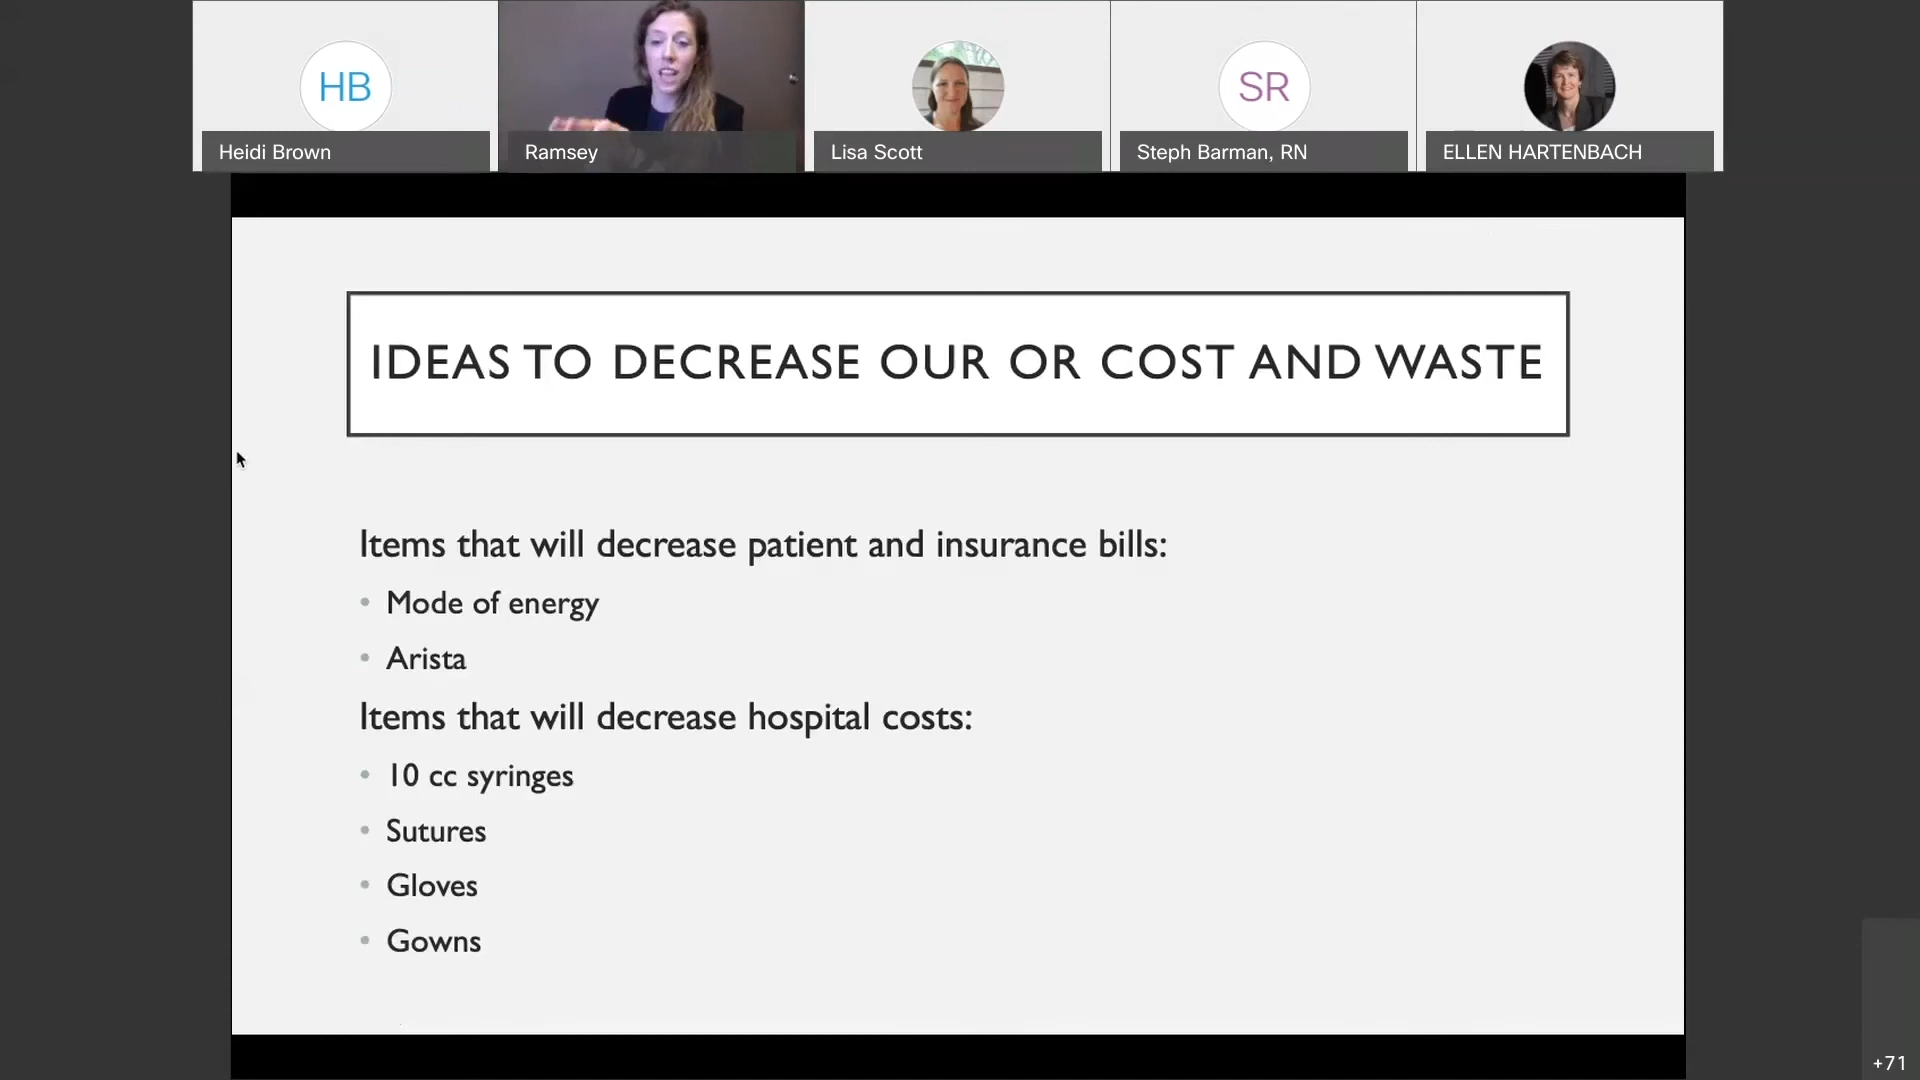 HB
SR
Heidi Brown
Ramsey
Lisa Scott
Steph Barman, RN
ELLEN HARTENBACH
IDEAS TO DECREASE OUR OR COST AND WASTE
Items that will decrease patient and insurance bills:
• Mode of energy
• Arista
Items that will decrease hospital costs:
• 10 cc syringes
• Sutures
• Gloves
• Gowns
+71